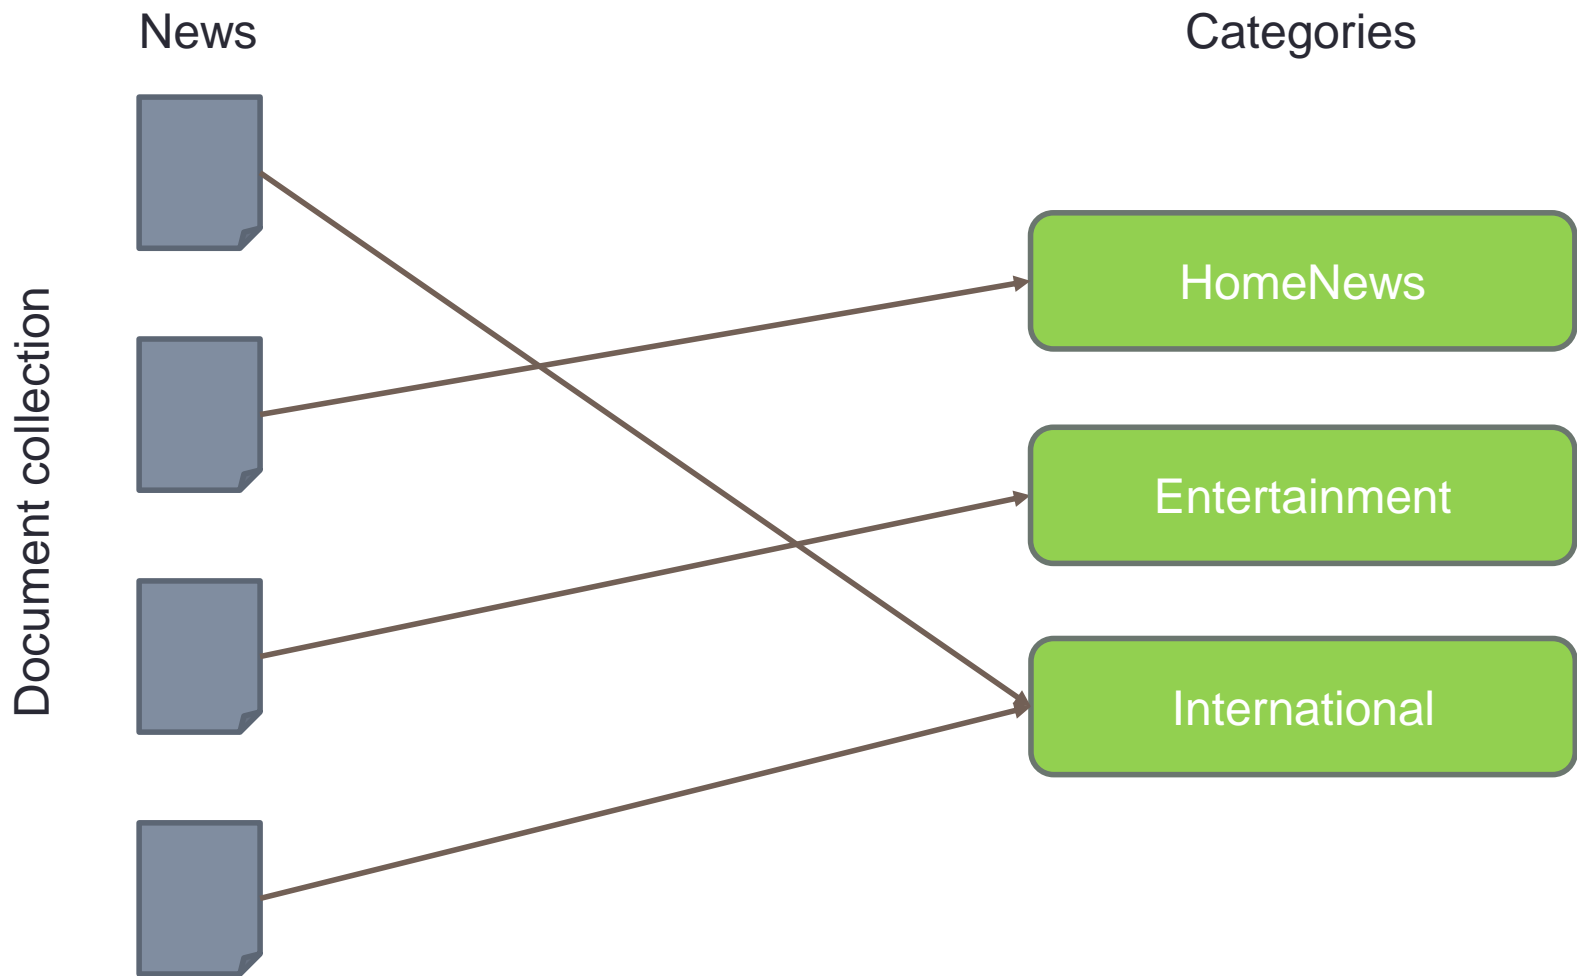 News
Categories
Document collection
HomeNews
Entertainment
International